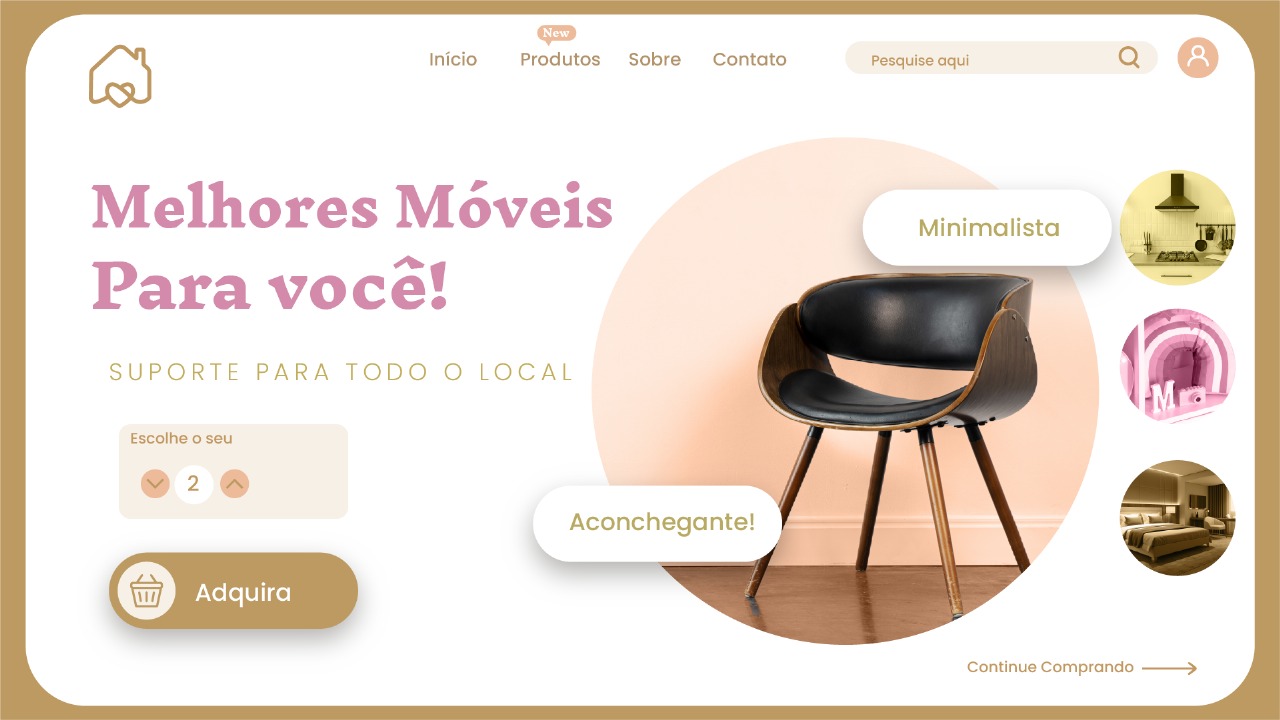 New
Início
Produtos
Sobre
Contato
Pesquise aqui
Melhores Móveis
Para você!
Minimalista
SUPORTE PARA TODO O LOCAL
M
Escolhe o seu
2
Aconchegante!
Adquira
Continue Comprando